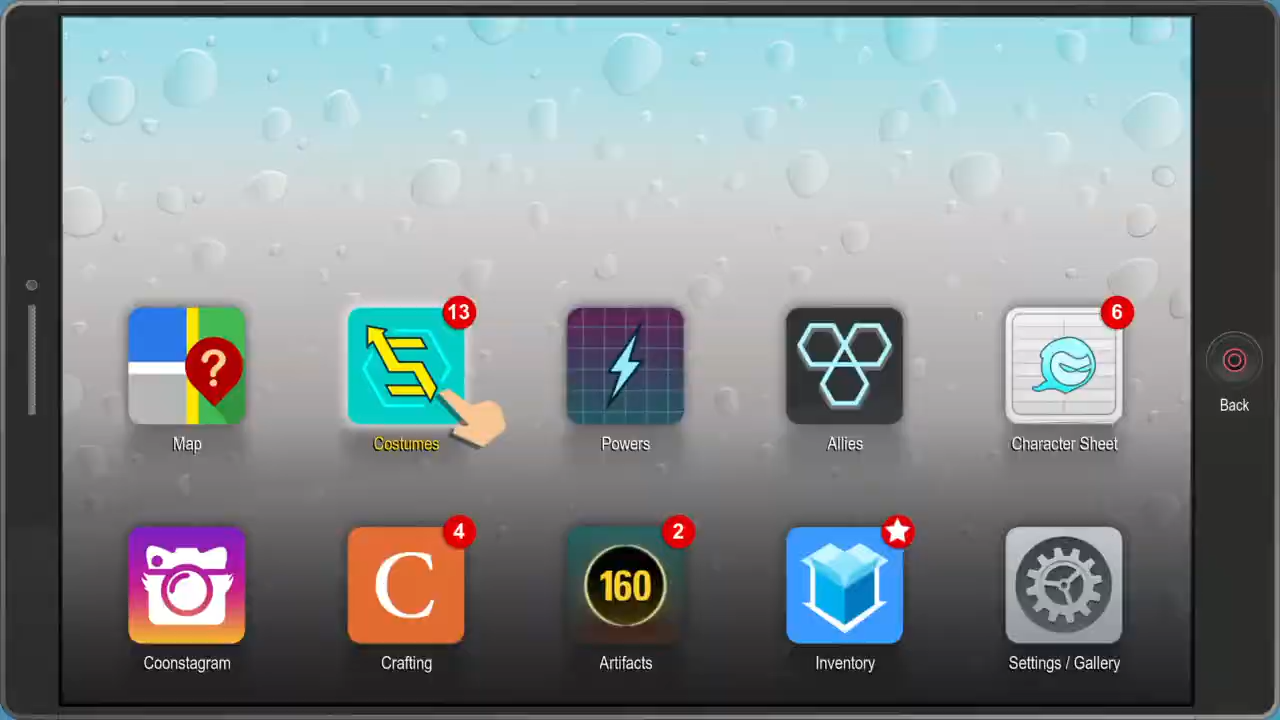 13
6
?
Map
Costumes
Powers
Allies
Character Sheet
Back
4
2
C
160
Coonstagram
Crafting
Artifacts
Inventory
Settings / Gallery